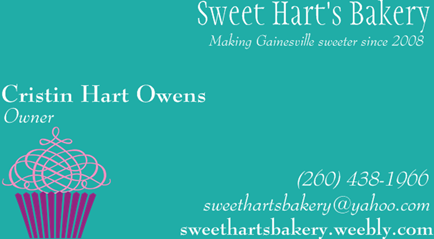 Sweet Hart's Bakery
Making Gainesville sweeter since 2008
Cristin Hart Owens
Owner
(260) 438-1966
sweethartsbakery@yahoo.com
sweethartsbakery.weebly.com